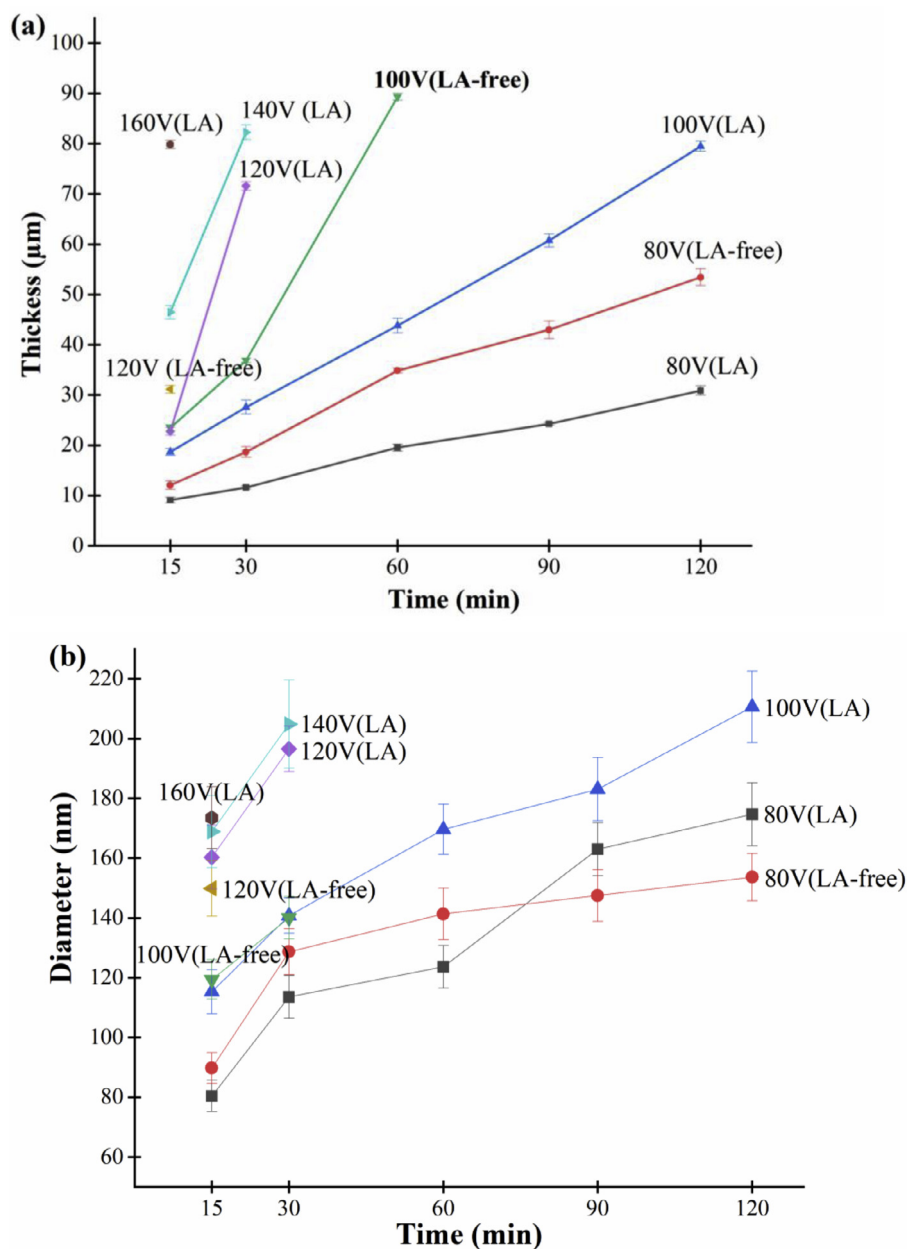 (a)
100
90
80
70
60
50
40
30
20
10
0
Thickess (μm)
160V(LA)
140V (LA)
120V(LA)
100V(LA-free)
100V(LA)
80V(LA-free)
120V (LA-free)
80V(LA)
15
30
60
90
120
Time (min)
(b)
220
200
180
160
140
120
100
80
60
Diameter (nm)
140V(LA)
120V(LA)
100V(LA)
160V(LA)
80V(LA)
120V(LA-free)
80V(LA-free)
100V(LA-free)
15
30
60
90
120
Time (min)